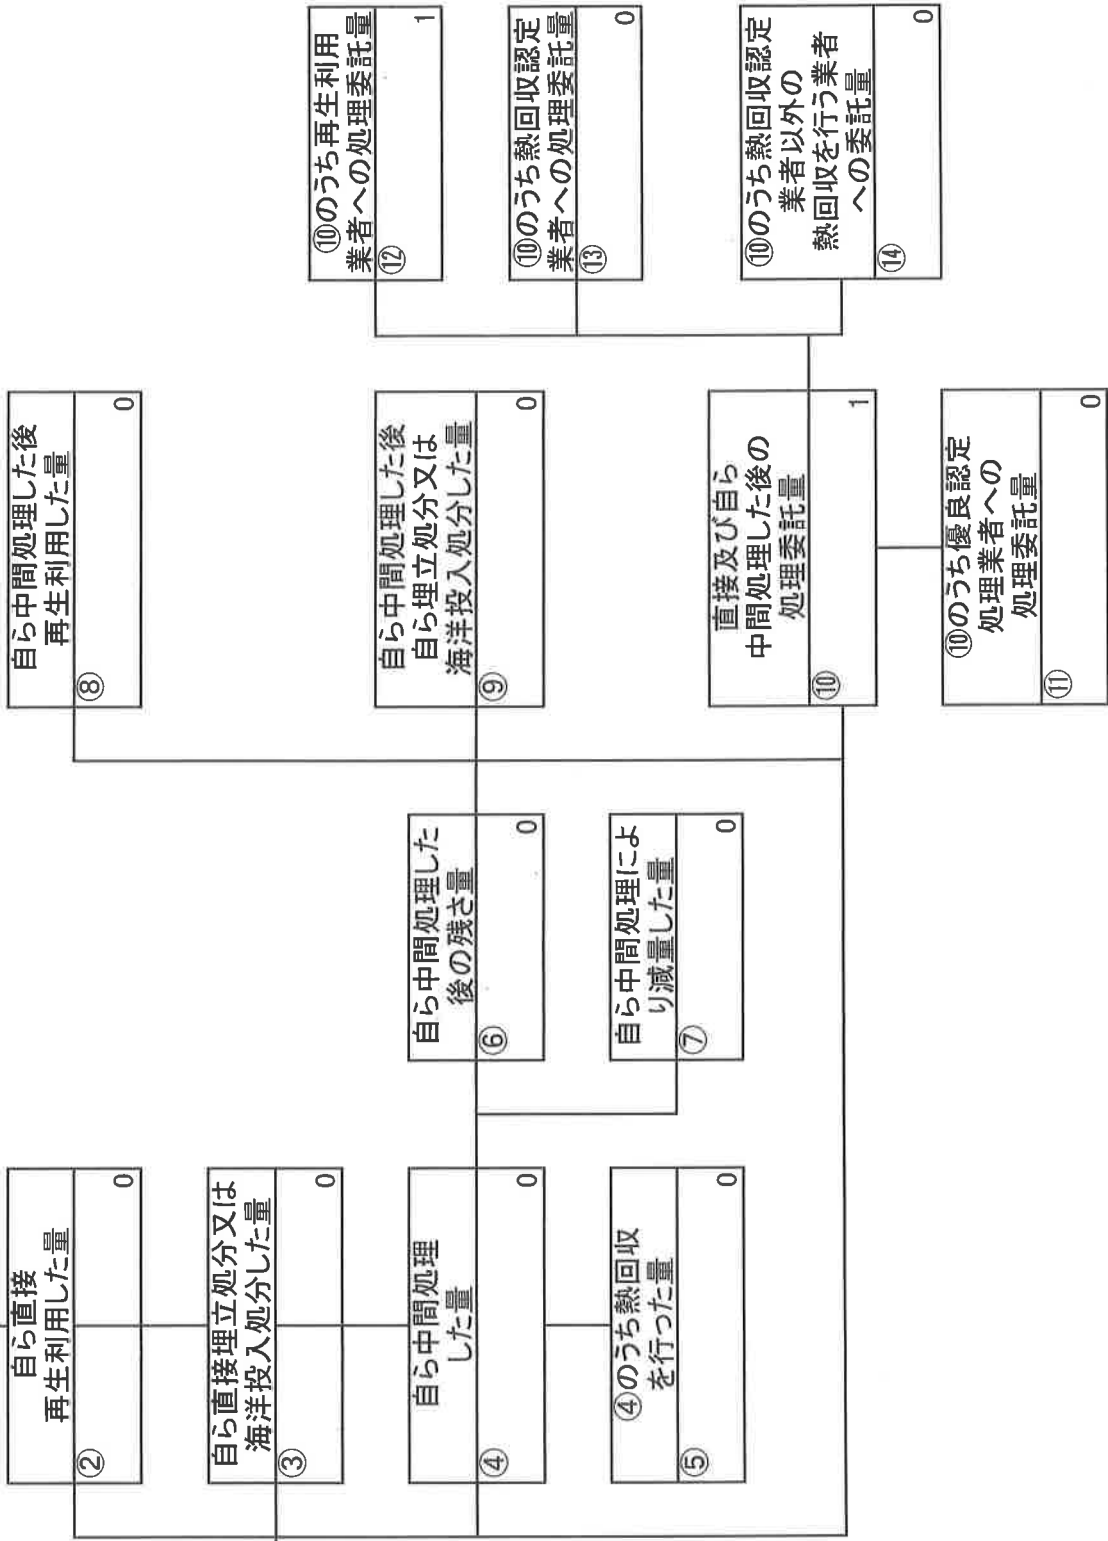 自ら直接
再生利用した量
②
0
自ら直接埋立処分又は
海洋投入処分した量
③
0
自ら中間処理
した量
④
0
④のうち熱回収
を行った量
⑤
0
自ら中間処理した
後の残さ量
⑥
0
自ら中間処理によ
り減量した量
⑦
0
自ら中間処理した後
再生利用した量
⑧
0
自ら中間処理した後
自ら埋立処分又は
海洋投入処分した量
⑨
0
直接及び自ら
中間処理した後の
処理委託量
⑩
1
⑩のうち優良認定
処理業者への
処理委託量
⑪
0
⑩のうち再生利用
業者への処理委託量
⑫
1
⑩のうち熱回収認定
業者への処理委託量
⑬
0
⑩のうち熱回収認定
業者以外の
熱回収を行う業者
への委託量
⑭
0